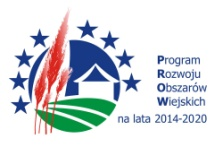 Program
Rozwoju
Obszarów
Wiejskich
na lata 2014-2020